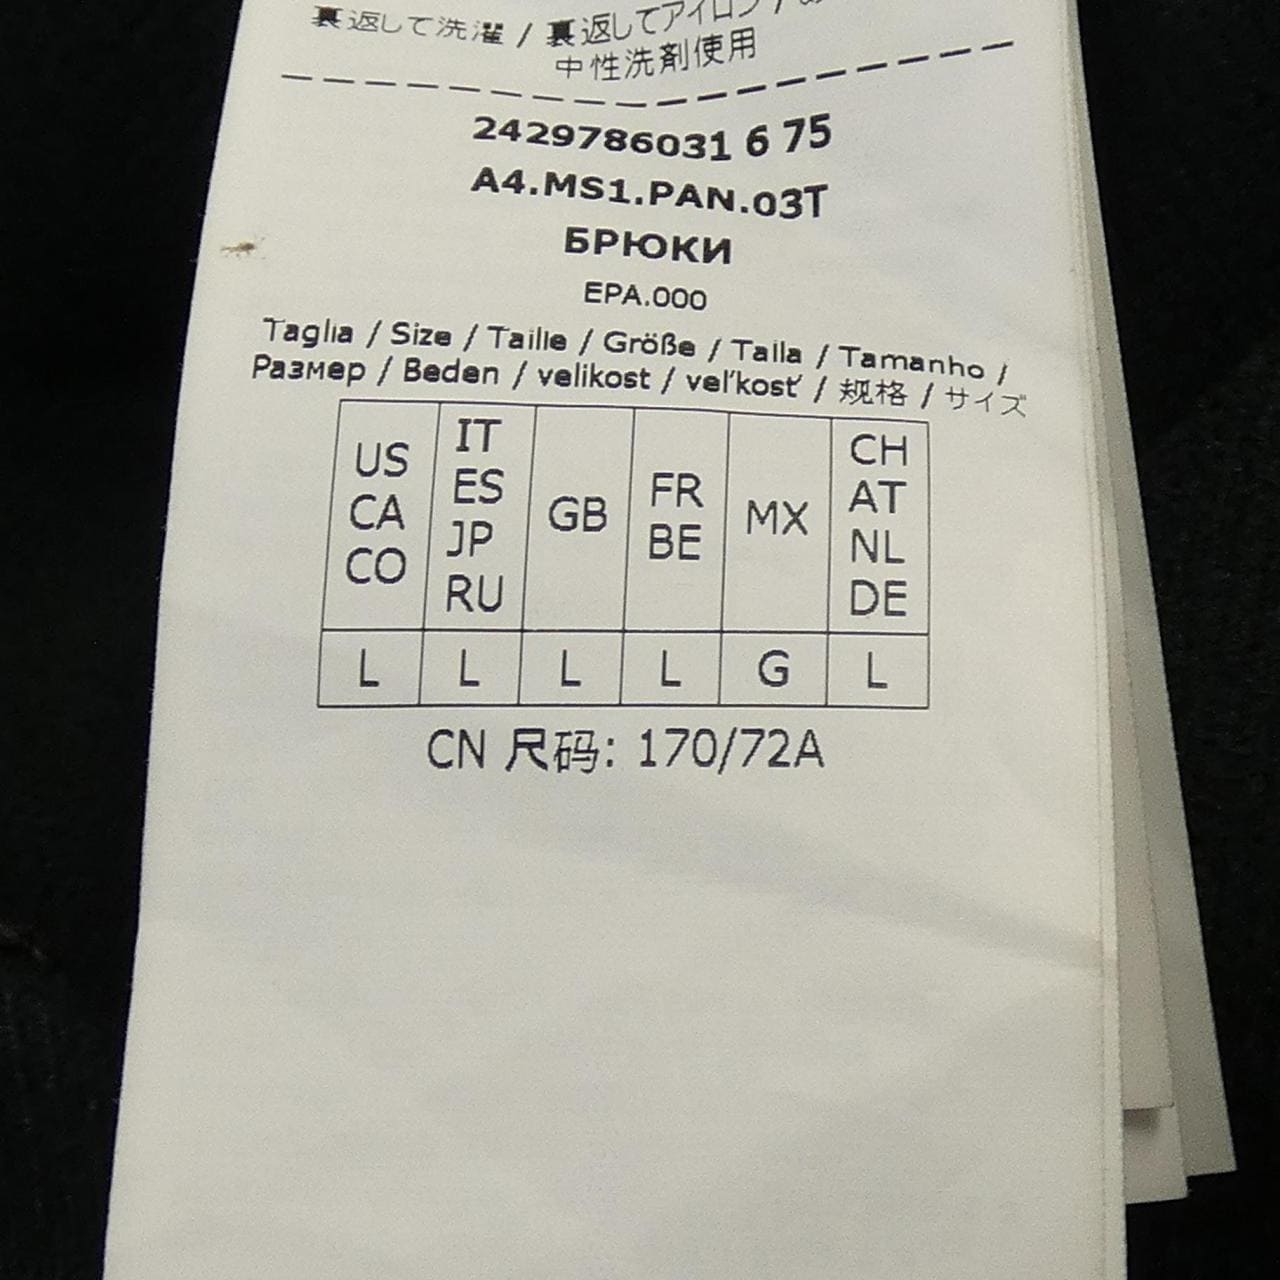 裏返して洗濯 / 裏返してアイロン /
中性洗剤使用
2429786031 6 75
A4.MS1.PAN.03T
БРЮКИ
EPA.000
Taglia / Size / Taille / Größe / Talla / Tamanho /
Размер / Beden / velikost / veľkosť / 规格 / サイズ
US CA CO
IT ES JP RU
GB
FR BE
MX
CH AT NL DE
L L L L G L
CN 尺码: 170/72A